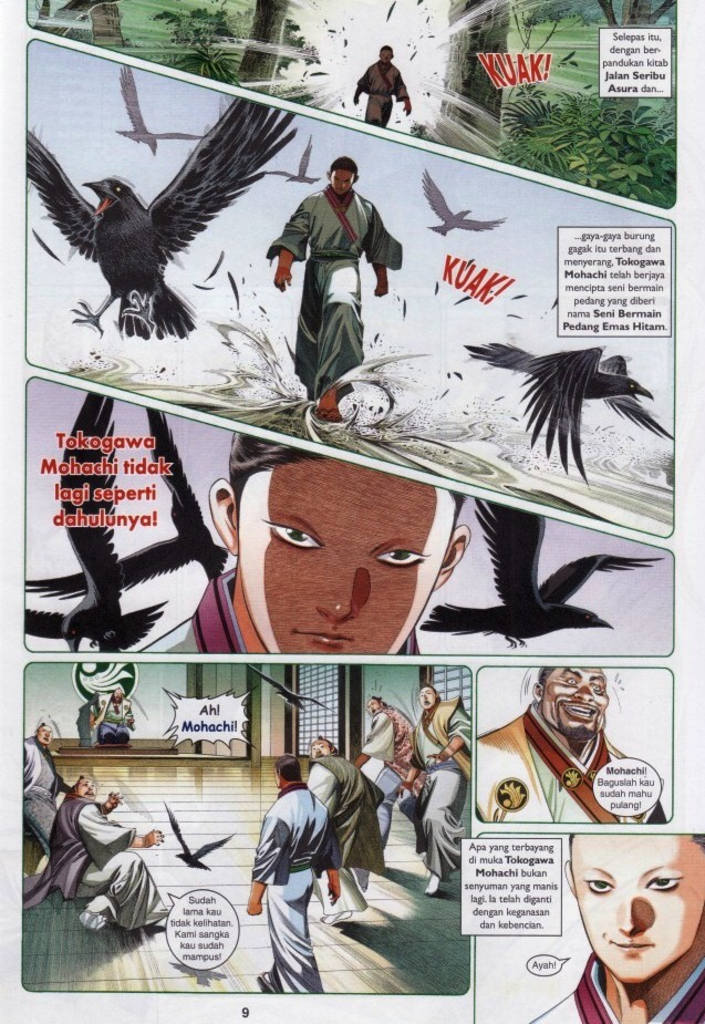 KUAK!
Selepas itu,
dengan ber-
pandukan kitab
Jalan Seribu
Asura dan...
KUAK!
...gaya-gaya burung
gagak itu terbang dan
menyerang, Tokogawa
Mohachi telah berjaya
mencipta seni bermain
pedang yang diberi
nama Seni Bermain
Pedang Emas Hitam.
Tokogawa
Mohachi tidak
lagi seperti
dahulunya!
Ah!
Mohachi!
Sudah
lama kau
tidak kelihatan.
Kami sangka
kau sudah
mampus?
Mohachi!
Baguslah kau
sudah mahu
pulang!
Apa yang terbayang
di muka Tokogawa
Mohachi bukan
senyuman yang manis
lagi. Ia telah diganti
dengan keganasan
dan kebencian.
Ayah!
9